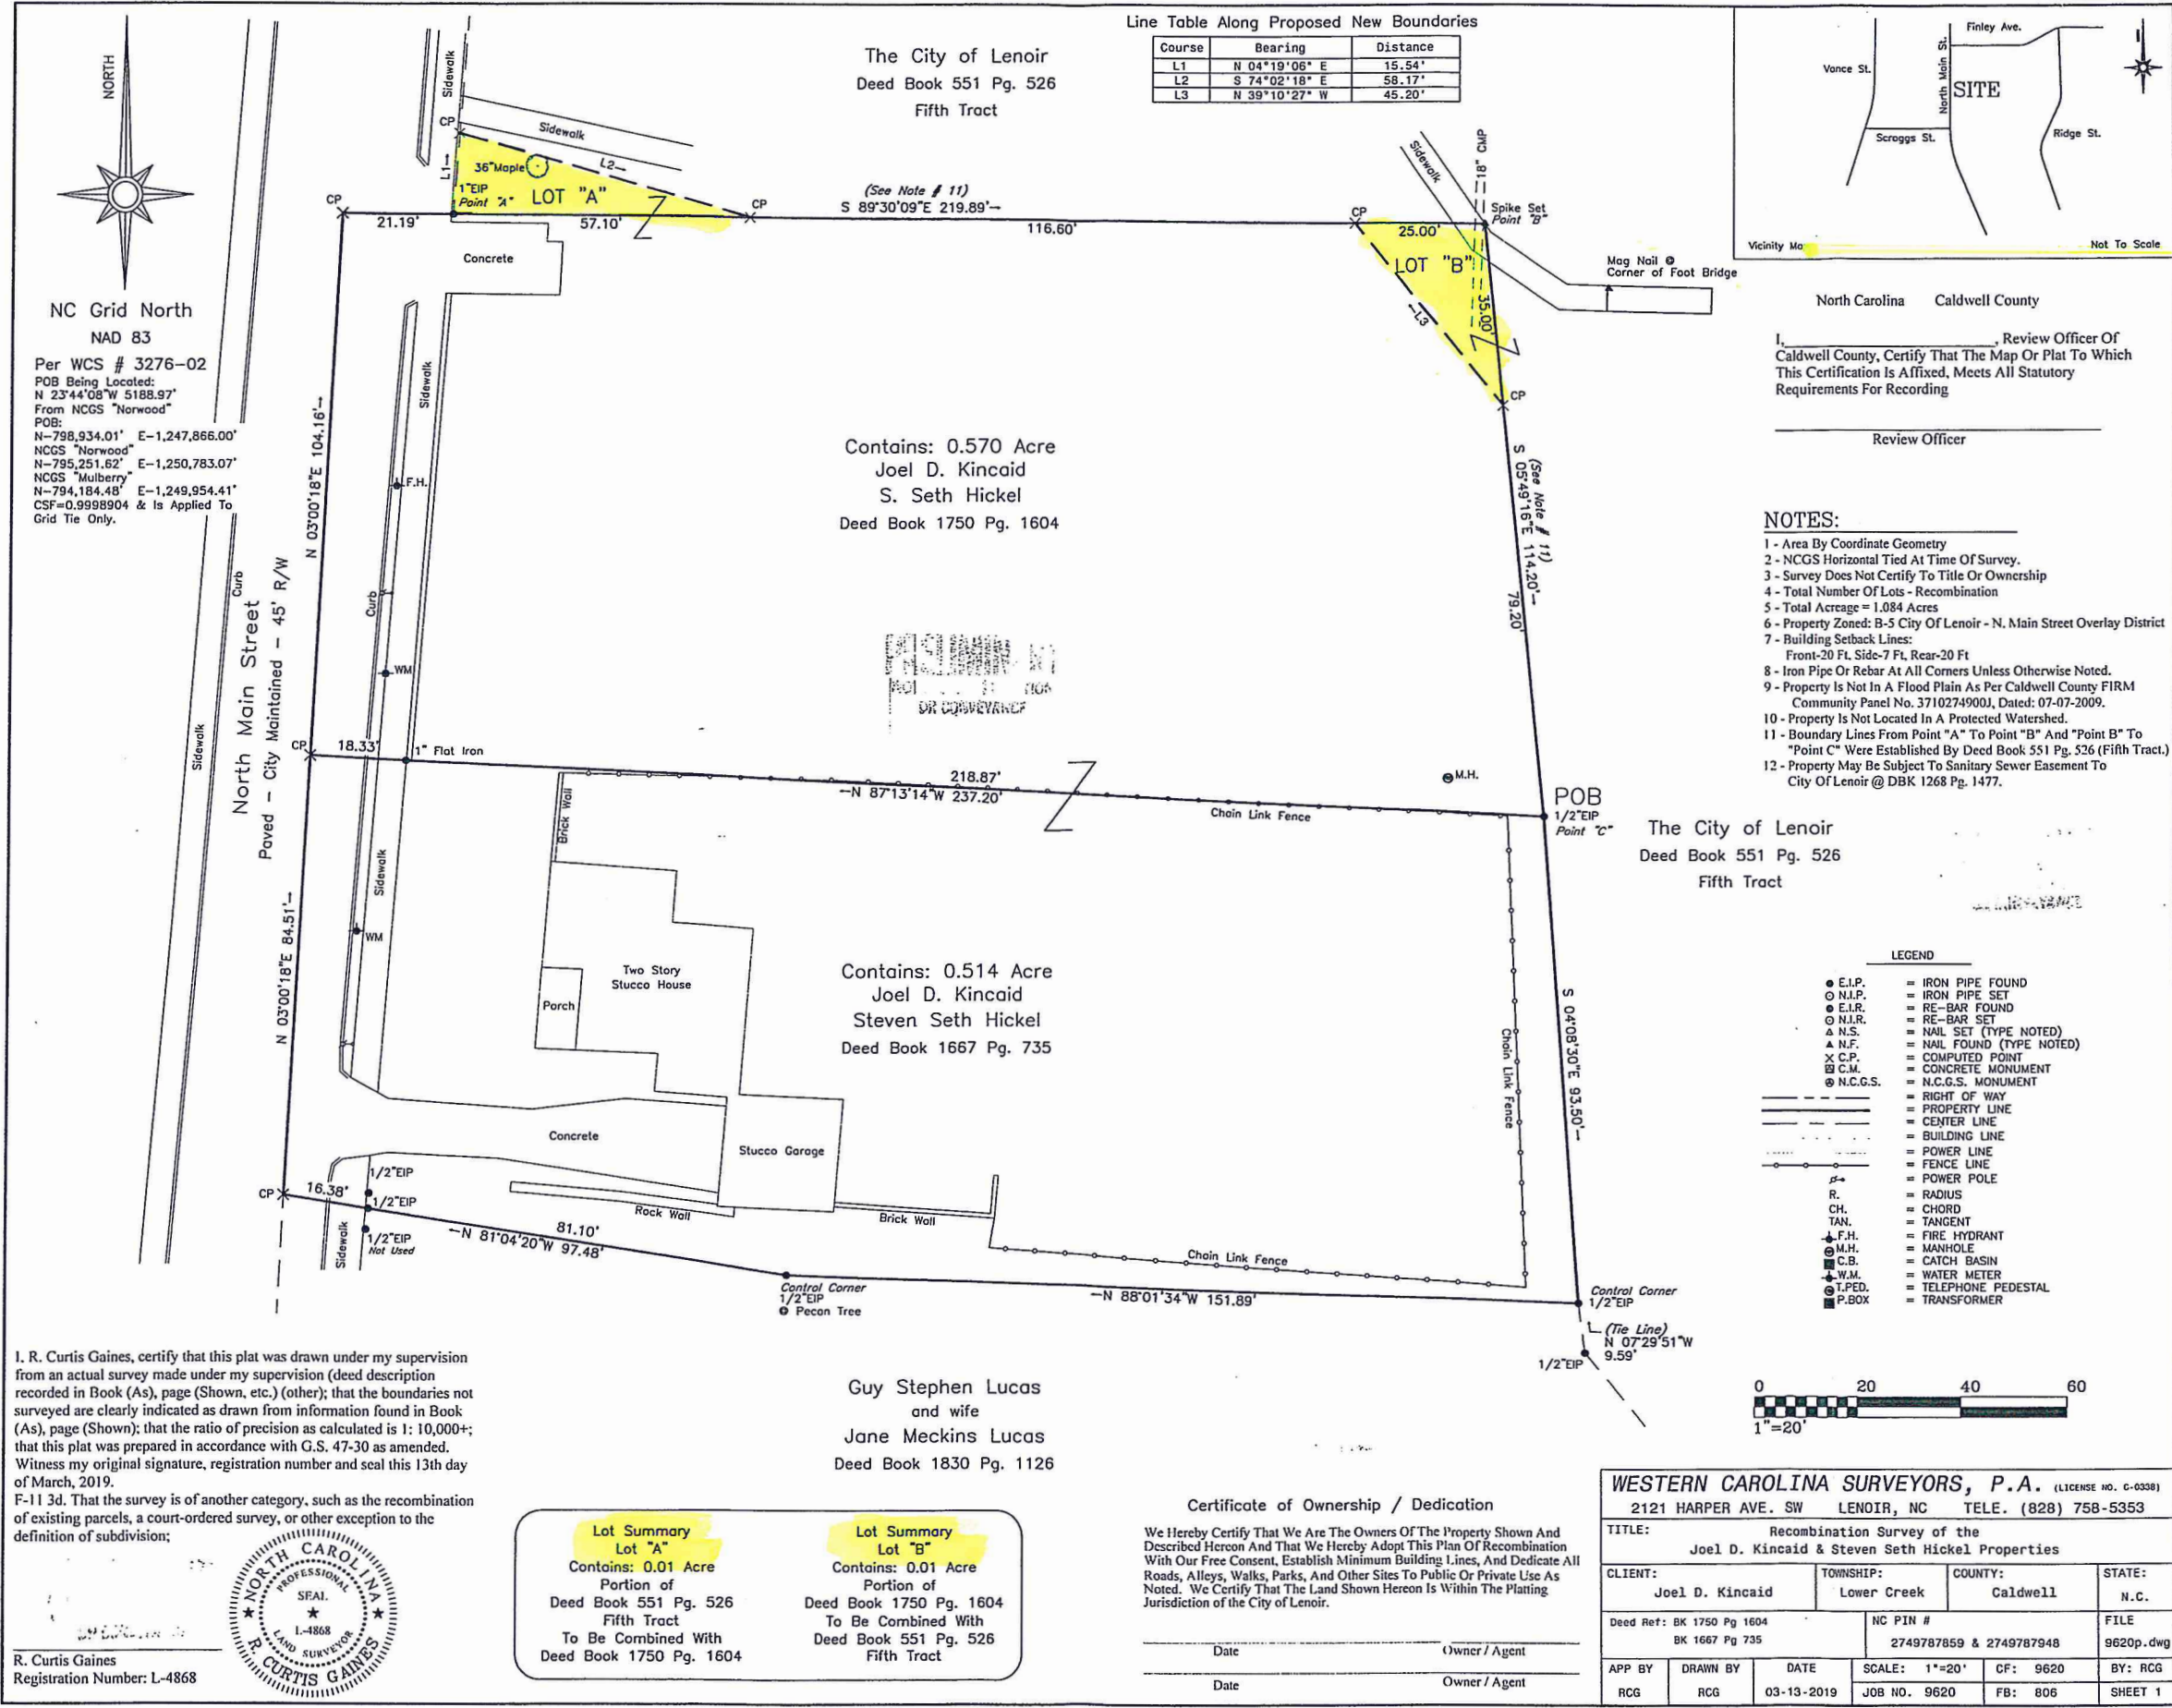 Line Table Along Proposed New Boundaries
Course Bearing Distance
L1 N 04°19'06" E 15.54'
L2 S 74°02'18" E 58.17'
L3 N 39°10'27" W 45.20'
The City of Lenoir
Deed Book 551 Pg. 526
Fifth Tract
Finley Ave.
Vance St.
North Main St.
SITE
Scroggs St.
Ridge St.
Vicinity Ma
Not To Scale
NORTH
NC Grid North
NAD 83
Per WCS # 3276-02
POB Being Located:
N 23°44'08"W 5188.97'
From NCGS "Norwood"
POB:
N-798,934.01' E-1,247,866.00'
NCGS "Norwood"
N-795,251.62' E-1,250,783.07'
NCGS "Mulberry"
N-794,184.48' E-1,249,954.41'
CSF=0.9998904 & Is Applied To
Grid Tie Only.
Sidewalk
CP
Sidewalk
L1→
36"Maple
L2→
1"EIP
Point "A"
LOT "A"
CP
21.19'
57.10'
CP
(See Note # 11)
S 89°30'09"E 219.89'→
116.60'
CP
25.00'
Sidewalk
18" CMP
Spike Set
Point "B"
LOT "B"
35.00'
←L3
CP
Mag Nail @
Corner of Foot Bridge
Concrete
Sidewalk
N 03°00'18"E 104.16'→
F.H.
Curb
WM
Contains: 0.570 Acre
Joel D. Kincaid
S. Seth Hickel
Deed Book 1750 Pg. 1604
(See Note # 11)
S 05°49'16"E 114.20'→
79.20'
OR CONVEYANCE
North Main Street
Paved - City Maintained - 45' R/W
Curb
Sidewalk
CP
18.33'
1" Flat Iron
218.87'
←N 87°13'14"W 237.20'
Chain Link Fence
M.H.
POB
1/2"EIP
Point "C"
The City of Lenoir
Deed Book 551 Pg. 526
Fifth Tract
Brick Wall
Sidewalk
WM
N 03°00'18"E 84.51'→
Two Story
Stucco House
Porch
Contains: 0.514 Acre
Joel D. Kincaid
Steven Seth Hickel
Deed Book 1667 Pg. 735
Chain Link Fence
S 04°08'30"E 93.50'→
Concrete
Stucco Garage
1/2"EIP
CP
16.38'
1/2"EIP
1/2"EIP
Not Used
Sidewalk
Rock Wall
Brick Wall
81.10'
←N 81°04'20"W 97.48'
Chain Link Fence
Control Corner
1/2"EIP
@ Pecan Tree
←N 88°01'34"W 151.89'
Control Corner
1/2"EIP
(Tie Line)
N 07°29'51"W
9.59'
1/2"EIP
North Carolina Caldwell County
I,____________, Review Officer Of
Caldwell County, Certify That The Map Or Plat To Which
This Certification Is Affixed, Meets All Statutory
Requirements For Recording
Review Officer
NOTES:
1 - Area By Coordinate Geometry
2 - NCGS Horizontal Tied At Time Of Survey.
3 - Survey Does Not Certify To Title Or Ownership
4 - Total Number Of Lots - Recombination
5 - Total Acreage = 1.084 Acres
6 - Property Zoned: B-5 City Of Lenoir - N. Main Street Overlay District
7 - Building Setback Lines:
Front-20 Ft, Side-7 Ft, Rear-20 Ft
8 - Iron Pipe Or Rebar At All Corners Unless Otherwise Noted.
9 - Property Is Not In A Flood Plain As Per Caldwell County FIRM
Community Panel No. 3710274900J, Dated: 07-07-2009.
10 - Property Is Not Located In A Protected Watershed.
11 - Boundary Lines From Point "A" To Point "B" And "Point B" To
"Point C" Were Established By Deed Book 551 Pg. 526 (Fifth Tract.)
12 - Property May Be Subject To Sanitary Sewer Easement To
City Of Lenoir @ DBK 1268 Pg. 1477.
LEGEND
E.I.P. = IRON PIPE FOUND
N.I.P. = IRON PIPE SET
E.I.R. = RE-BAR FOUND
N.I.R. = RE-BAR SET
N.S. = NAIL SET (TYPE NOTED)
N.F. = NAIL FOUND (TYPE NOTED)
C.P. = COMPUTED POINT
C.M. = CONCRETE MONUMENT
N.C.G.S. = N.C.G.S. MONUMENT
= RIGHT OF WAY
= PROPERTY LINE
= CENTER LINE
= BUILDING LINE
= POWER LINE
= FENCE LINE
= POWER POLE
R. = RADIUS
CH. = CHORD
TAN. = TANGENT
F.H. = FIRE HYDRANT
M.H. = MANHOLE
C.B. = CATCH BASIN
W.M. = WATER METER
T.PED. = TELEPHONE PEDESTAL
P.BOX = TRANSFORMER
0 20 40 60
1"=20'
I. R. Curtis Gaines, certify that this plat was drawn under my supervision
from an actual survey made under my supervision (deed description
recorded in Book (As), page (Shown, etc.) (other); that the boundaries not
surveyed are clearly indicated as drawn from information found in Book
(As), page (Shown); that the ratio of precision as calculated is 1: 10,000+;
that this plat was prepared in accordance with G.S. 47-30 as amended.
Witness my original signature, registration number and seal this 13th day
of March, 2019.
F-11 3d. That the survey is of another category, such as the recombination
of existing parcels, a court-ordered survey, or other exception to the
definition of subdivision;
NORTH CAROLINA
PROFESSIONAL
SEAL
L-4868
LAND SURVEYOR
R. CURTIS GAINES
R. Curtis Gaines
Registration Number: L-4868
Guy Stephen Lucas
and wife
Jane Meckins Lucas
Deed Book 1830 Pg. 1126
Lot Summary
Lot "A"
Contains: 0.01 Acre
Portion of
Deed Book 551 Pg. 526
Fifth Tract
To Be Combined With
Deed Book 1750 Pg. 1604
Lot Summary
Lot "B"
Contains: 0.01 Acre
Portion of
Deed Book 1750 Pg. 1604
To Be Combined With
Deed Book 551 Pg. 526
Fifth Tract
Certificate of Ownership / Dedication
We Hereby Certify That We Are The Owners Of The Property Shown And
Described Hereon And That We Hereby Adopt This Plan Of Recombination
With Our Free Consent, Establish Minimum Building Lines, And Dedicate All
Roads, Alleys, Walks, Parks, And Other Sites To Public Or Private Use As
Noted. We Certify That The Land Shown Hereon Is Within The Platting
Jurisdiction of the City of Lenoir.
Date Owner / Agent
Date Owner / Agent
WESTERN CAROLINA SURVEYORS, P.A. (LICENSE NO. C-0338)
2121 HARPER AVE. SW LENOIR, NC TELE. (828) 758-5353
TITLE: Recombination Survey of the
Joel D. Kincaid & Steven Seth Hickel Properties
CLIENT: TOWNSHIP: COUNTY: STATE:
Joel D. Kincaid Lower Creek Caldwell N.C.
Deed Ref: BK 1750 Pg 1604 NC PIN # FILE
BK 1667 Pg 735 2749787859 & 2749787948 9620p.dwg
APP BY DRAWN BY DATE SCALE: 1"=20' CF: 9620 BY: RCG
RCG RCG 03-13-2019 JOB NO. 9620 FB: 806 SHEET 1